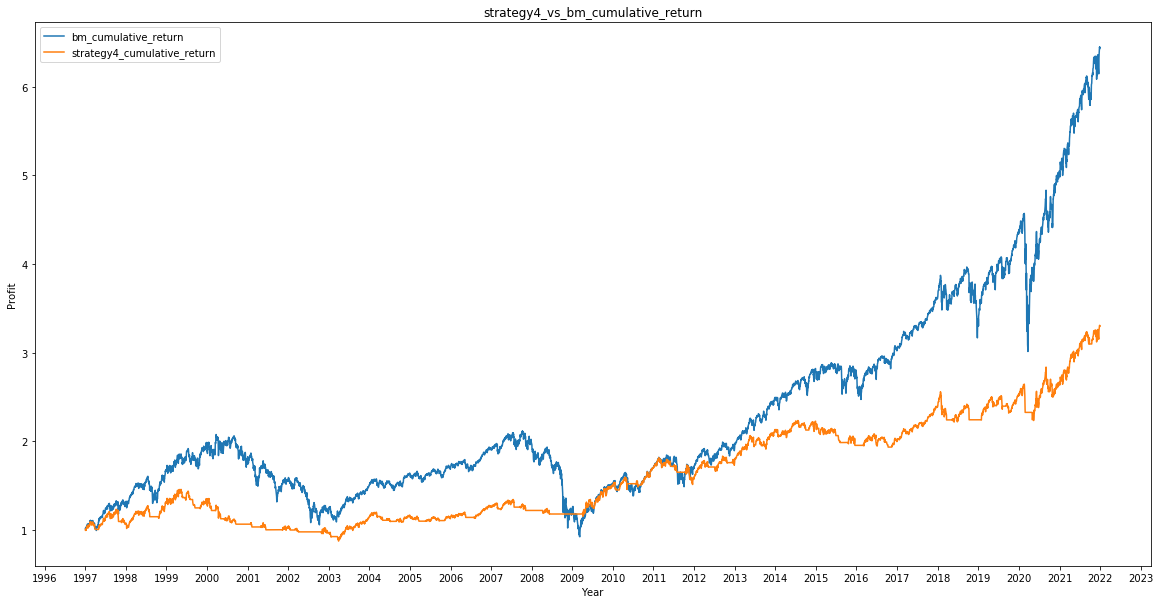 strategy4_vs_bm_cumulative_return
bm_cumulative_return
strategy4_cumulative_return
Profit
6
5
4
3
2
1
1996 1997 1998 1999 2000 2001 2002 2003 2004 2005 2006 2007 2008 2009 2010 2011 2012 2013 2014 2015 2016 2017 2018 2019 2020 2021 2022 2023
Year